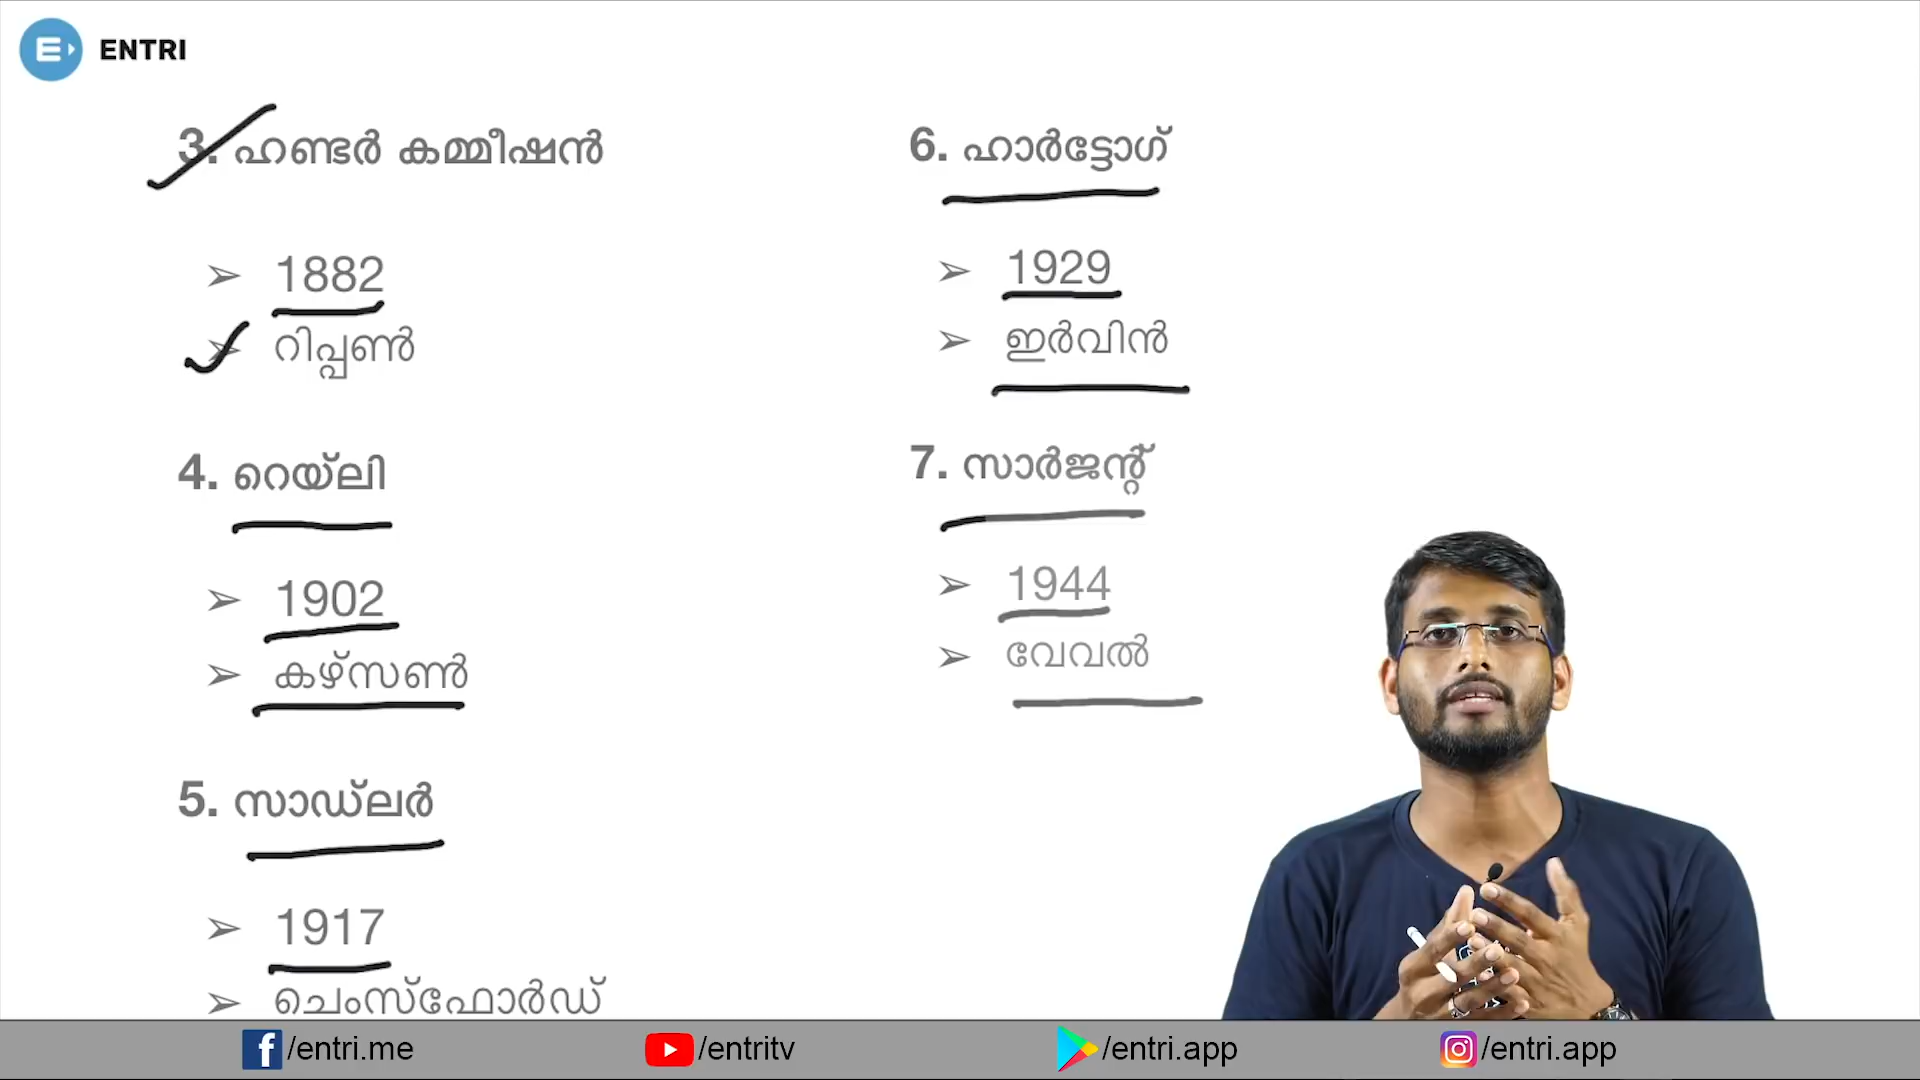 ENTRI
3. ഹണ്ടർ കമ്മീഷൻ
➢ 1882
➢ റിപ്പൺ
4. റെയ്ലി
➢ 1902
➢ കഴ്സൺ
5. സാഡ്ലർ
➢ 1917
➢ ചെംസ്ഫോർഡ്
6. ഹാർട്ടോഗ്
➢ 1929
➢ ഇർവിൻ
7. സാർജന്റ്
➢ 1944
➢ വേവൽ
/entri.me /entritv /entri.app /entri.app